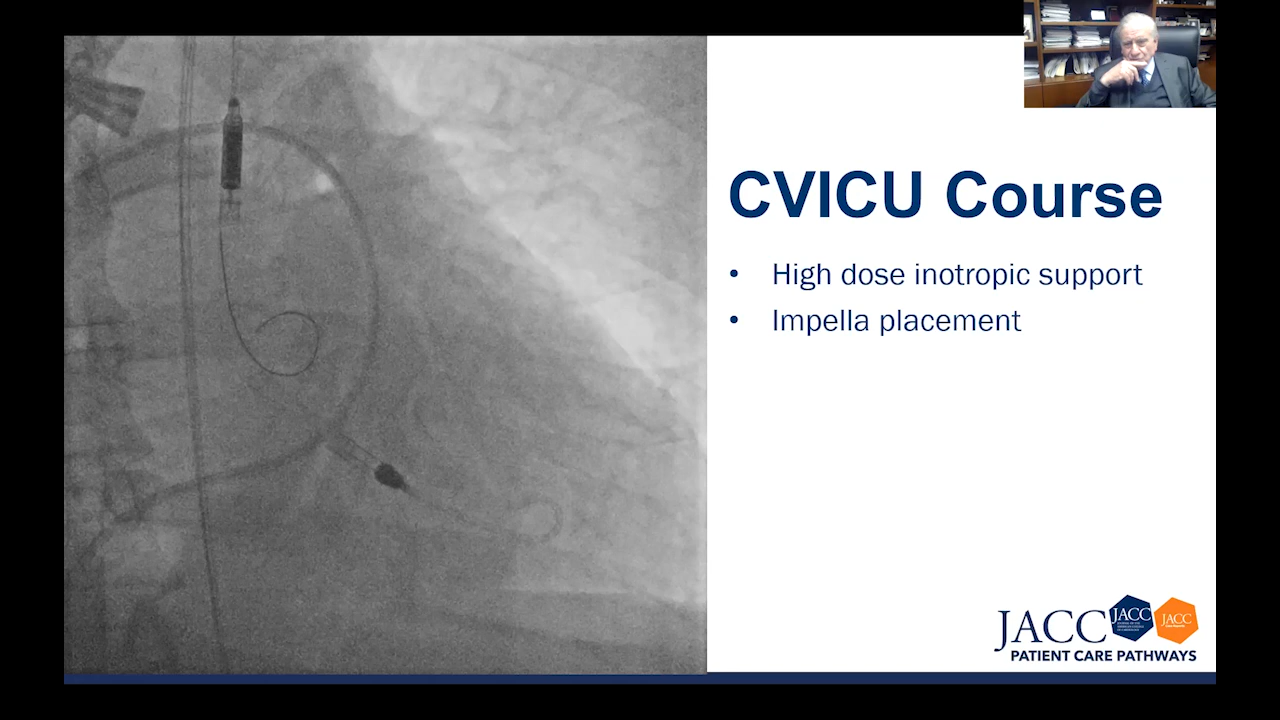 CVICU Course
• High dose inotropic support
• Impella placement
JACC
JACC
JACC
PATIENT CARE PATHWAYS